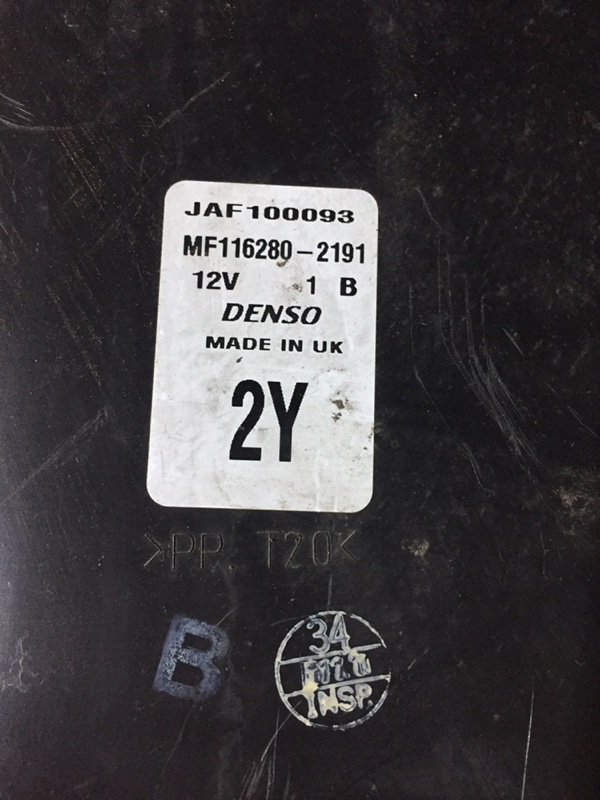 JAF100093
MF116280-2191
12V 1 B
DENSO
MADE IN UK
2Y
>PP. T20<
B
34
INSP.